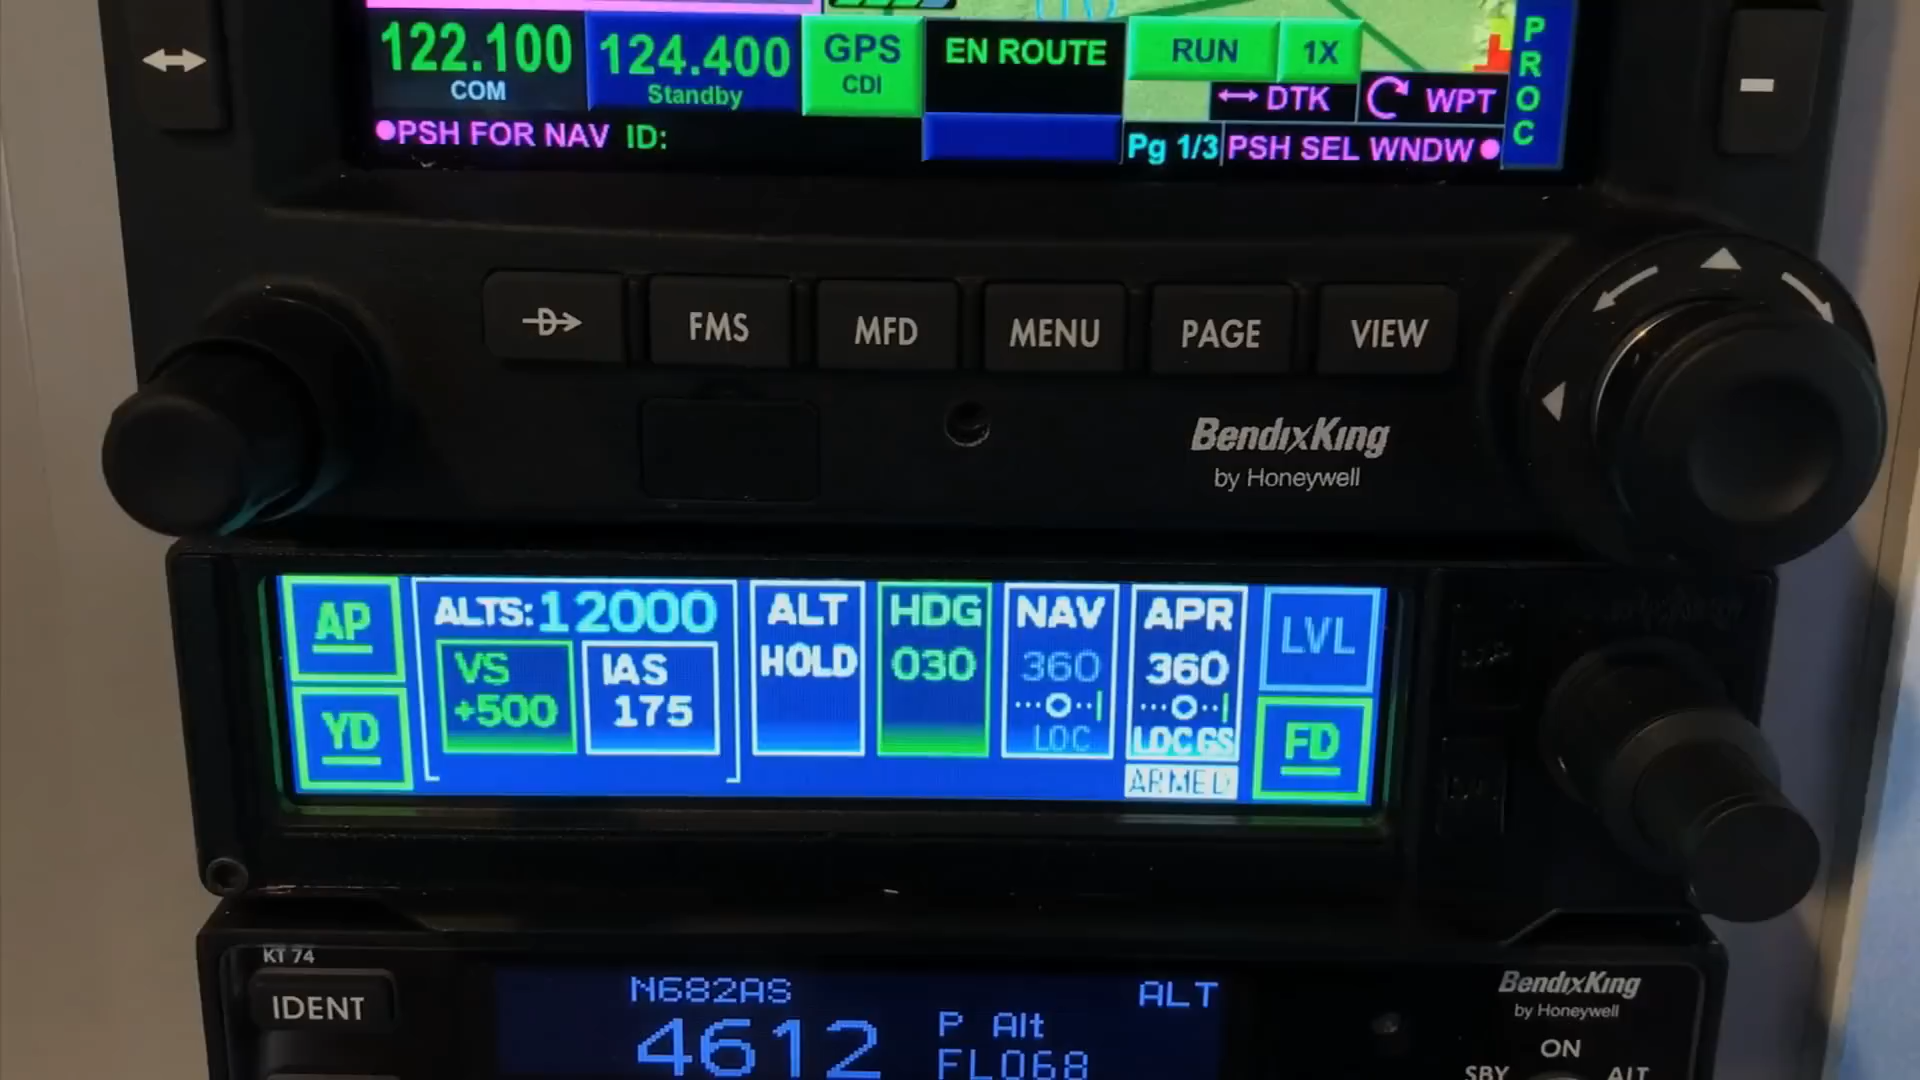 122.100
COM
124.400
Standby
GPS
CDI
EN ROUTE
RUN
1X
DTK
WPT
PROC
PSH FOR NAV ID:
Pg 1/3
PSH SEL WNDW
D
FMS
MFD
MENU
PAGE
VIEW
BendixKing
by Honeywell
AP
YD
ALTS:12000
VS
+500
IAS
175
ALT
HOLD
HDG
030
NAV
360
LOC
APR
360
LOC GS
ARMED
LVL
FD
KT 74
IDENT
N682AS
4612
ALT
P Alt
FL068
BendixKing
by Honeywell
ON
SBY
ALT